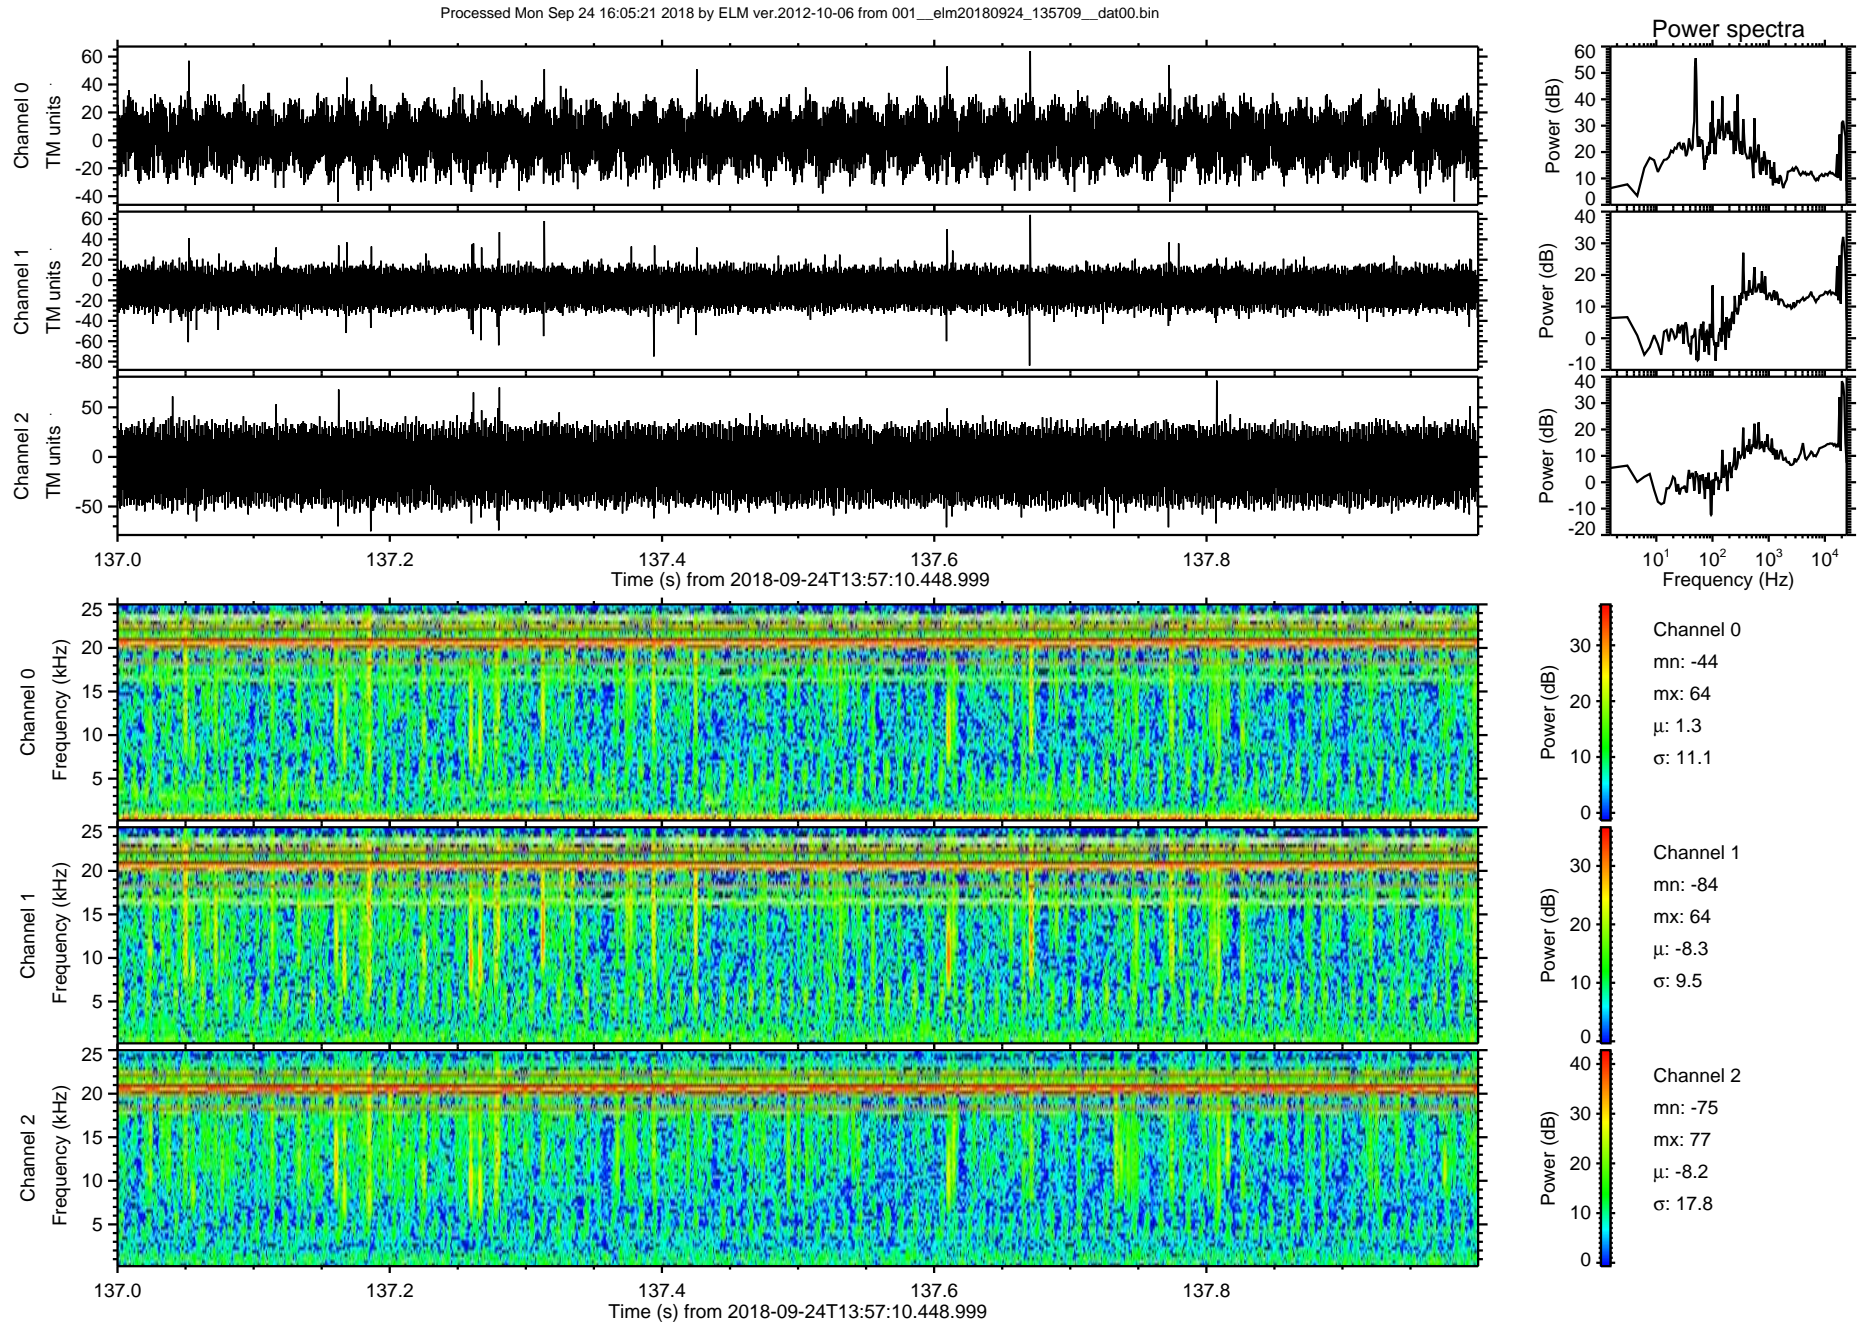 Processed Mon Sep 24 16:05:21 2018 by ELM ver.2012-10-06 from 001__elm20180924_135709__dat00.bin
Power spectra
Channel 0
TM units
60
40
20
0
-20
-40
Power (dB)
60
50
40
30
20
10
0
Channel 1
TM units
60
40
20
0
-20
-40
-60
-80
Power (dB)
40
30
20
10
0
-10
Channel 2
TM units
50
0
-50
Power (dB)
40
30
20
10
0
-10
-20
137.0 137.2 137.4 137.6 137.8
Time (s) from 2018-09-24T13:57:10.448.999
10¹ 10² 10³ 10⁴
Frequency (Hz)
Channel 0
Frequency (kHz)
25
20
15
10
5
Power (dB)
30
20
10
0
Channel 0
mn: -44
mx: 64
μ: 1.3
σ: 11.1
Channel 1
Frequency (kHz)
25
20
15
10
5
Power (dB)
30
20
10
0
Channel 1
mn: -84
mx: 64
μ: -8.3
σ: 9.5
Channel 2
Frequency (kHz)
25
20
15
10
5
Power (dB)
40
30
20
10
0
Channel 2
mn: -75
mx: 77
μ: -8.2
σ: 17.8
137.0 137.2 137.4 137.6 137.8
Time (s) from 2018-09-24T13:57:10.448.999